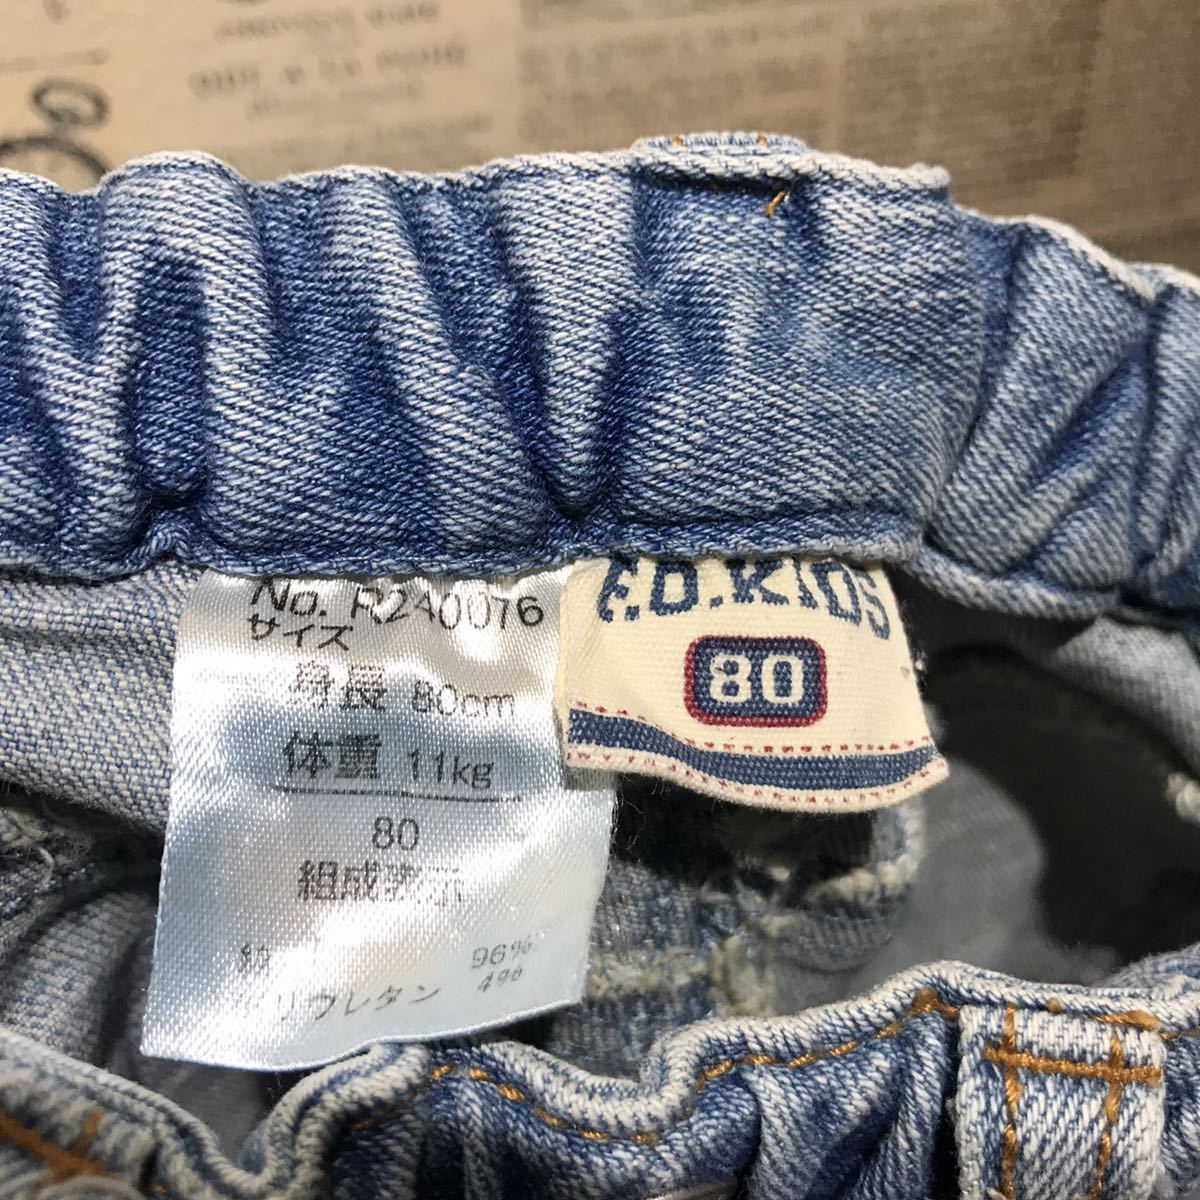 No. R240076
サイズ
身長 80cm
体重 11kg
80
組成表示
綿 96%
ポリウレタン 4%
F.O.KIDS
80